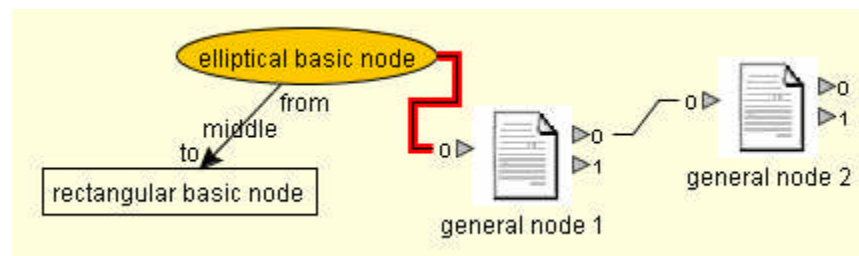 elliptical basic node
from
middle
to
rectangular basic node
0
0
1
general node 1
0
0
1
general node 2